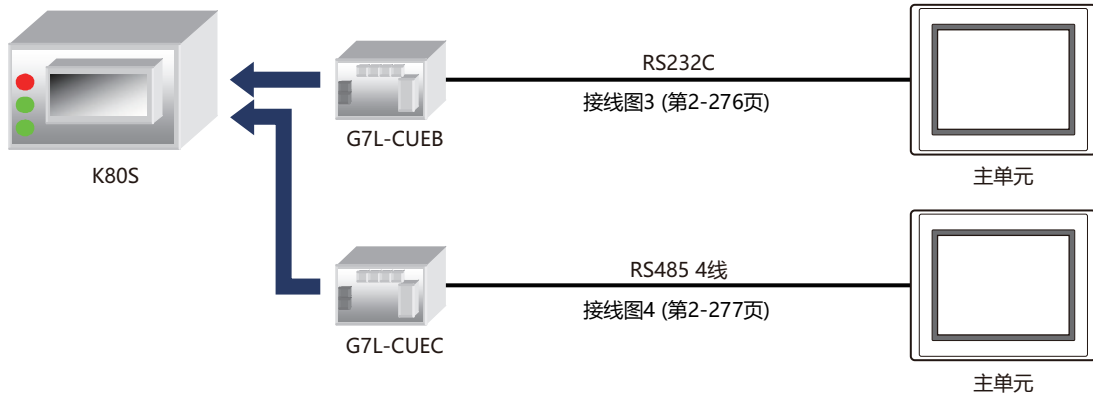 RS232C
接线图3 (第2-276页)
G7L-CUEB
K80S
主单元
RS485 4线
接线图4 (第2-277页)
G7L-CUEC
主单元